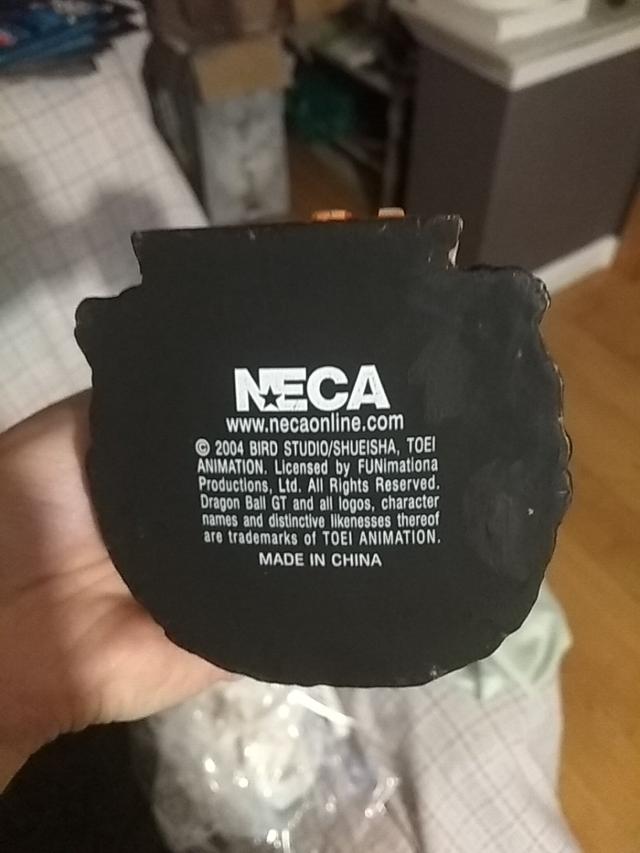 NECA
www.necaonline.com
© 2004 BIRD STUDIO/SHUEISHA, TOEI
ANIMATION. Licensed by FUNimationa
Productions, Ltd. All Rights Reserved.
Dragon Ball GT and all logos, character
names and distinctive likenesses thereof
are trademarks of TOEI ANIMATION.
MADE IN CHINA